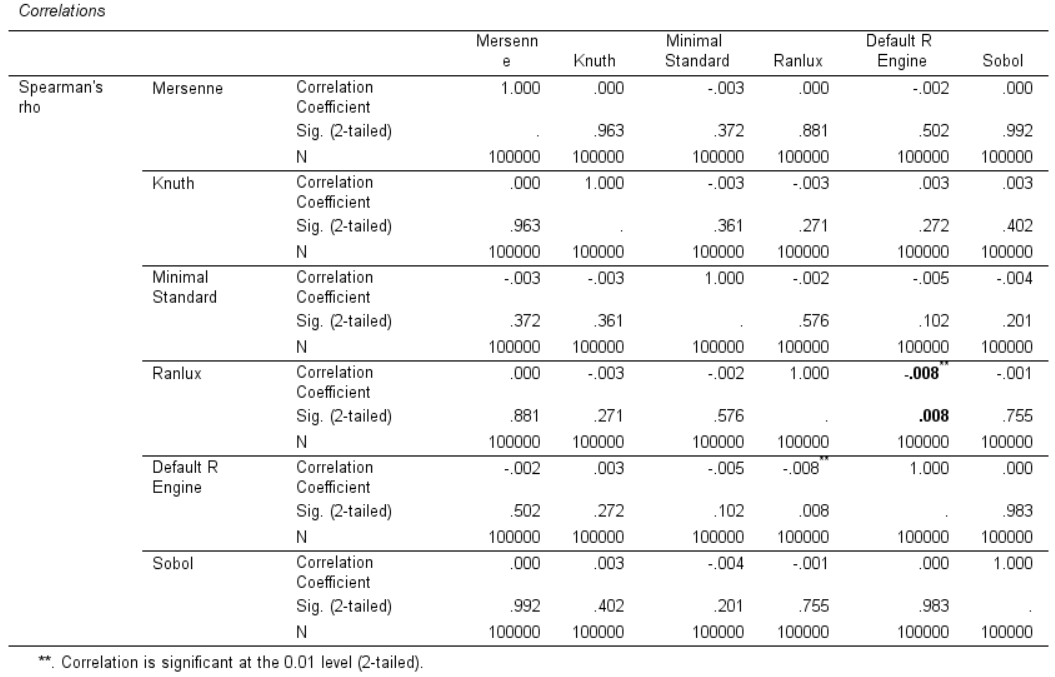 Correlations
Mersenn Minimal Default R
e Knuth Standard Ranlux Engine Sobol
Spearman's Mersenne Correlation 1.000 .000 -.003 .000 -.002 .000
rho Coefficient
Sig. (2-tailed) . .963 .372 .881 .502 .992
N 100000 100000 100000 100000 100000 100000
Knuth Correlation .000 1.000 -.003 -.003 .003 .003
Coefficient
Sig. (2-tailed) .963 . .361 .271 .272 .402
N 100000 100000 100000 100000 100000 100000
Minimal Correlation -.003 -.003 1.000 -.002 -.005 -.004
Standard Coefficient
Sig. (2-tailed) .372 .361 . .576 .102 .201
N 100000 100000 100000 100000 100000 100000
Ranlux Correlation .000 -.003 -.002 1.000 -.008** -.001
Coefficient
Sig. (2-tailed) .881 .271 .576 . .008 .755
N 100000 100000 100000 100000 100000 100000
Default R Correlation -.002 .003 -.005 -.008** 1.000 .000
Engine Coefficient
Sig. (2-tailed) .502 .272 .102 .008 . .983
N 100000 100000 100000 100000 100000 100000
Sobol Correlation .000 .003 -.004 -.001 .000 1.000
Coefficient
Sig. (2-tailed) .992 .402 .201 .755 .983 .
N 100000 100000 100000 100000 100000 100000
**. Correlation is significant at the 0.01 level (2-tailed).